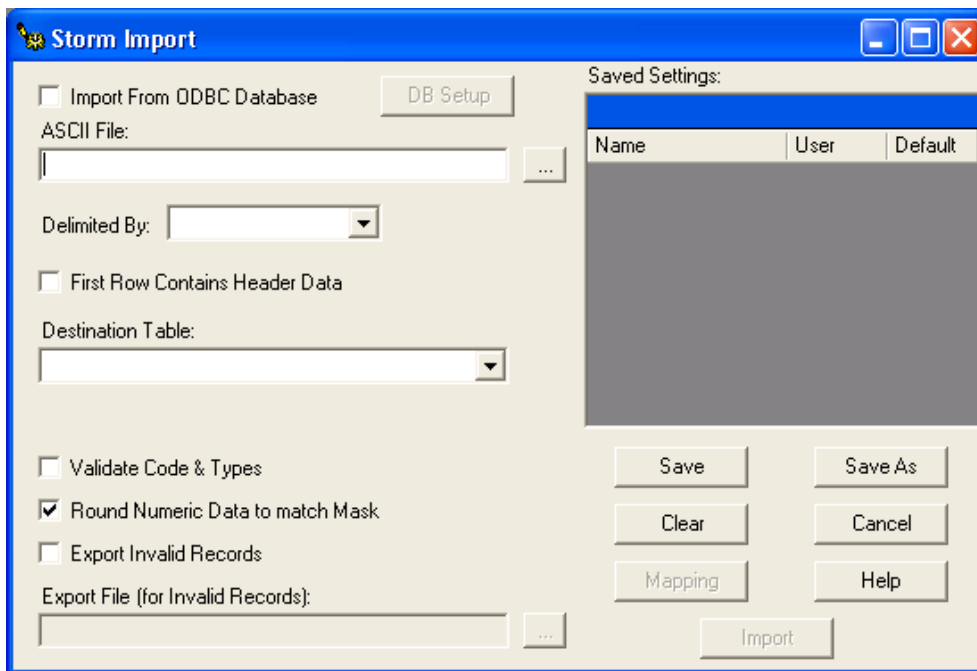 Storm Import
Import From ODBC Database
DB Setup
ASCII File:
...
Delimited By:
First Row Contains Header Data
Destination Table:
Validate Code & Types
Round Numeric Data to match Mask
Export Invalid Records
Export File (for Invalid Records):
...
Saved Settings:
Name User Default
Save Save As
Clear Cancel
Mapping Help
Import